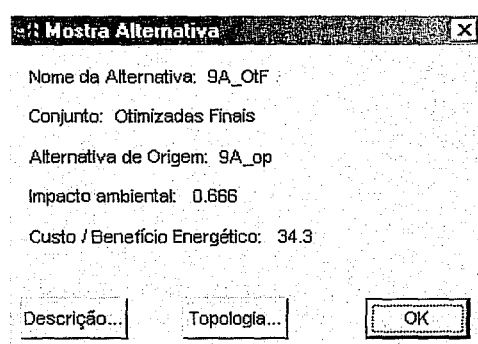 Mostra Alternativa
Nome da Alternativa: 9A_OtF
Conjunto: Otimizadas Finais
Alternativa de Origem: 9A_op
Impacto ambiental: 0.666
Custo / Benefício Energético: 34.3
Descrição... Topologia... OK